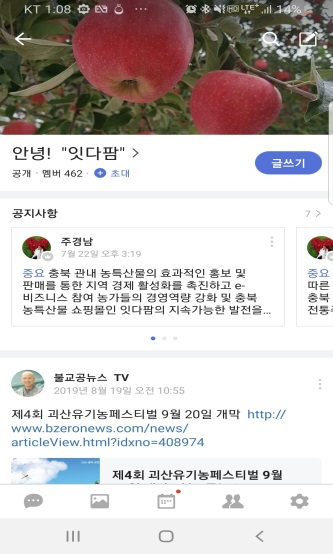 KT 1:08
LTE+ 14%
안녕! "잇다팜" >
공개 · 멤버 462 · + 초대
글쓰기
공지사항
7 >
주경남
7월 22일 오후 3:19
중요 충북 관내 농특산물의 효과적인 홍보 및
판매를 통한 지역 경제 활성화를 촉진하고 e-
비즈니스 참여 농가들의 경영역량 강화 및 충북
농특산물 쇼핑몰인 잇다팜의 지속가능한 발전을...
중요
따른
충북
전통
불교공뉴스 TV
2019년 8월 19일 오전 10:55
제4회 괴산유기농페스티벌 9월 20일 개막 http://
www.bzeronews.com/news/
articleView.html?idxno=408974
제4회 괴산유기농페스티벌 9월